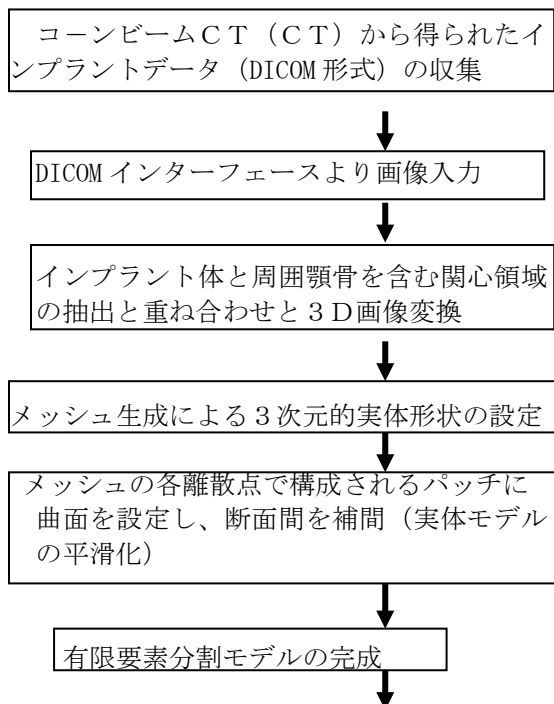 コーンビームＣＴ（ＣＴ）から得られたイ
ンプラントデータ（DICOM 形式）の収集
DICOM インターフェースより画像入力
インプラント体と周囲顎骨を含む関心領域
の抽出と重ね合わせと３Ｄ画像変換
メッシュ生成による３次元的実体形状の設定
メッシュの各離散点で構成されるパッチに
曲面を設定し、断面間を補間（実体モデル
の平滑化）
有限要素分割モデルの完成